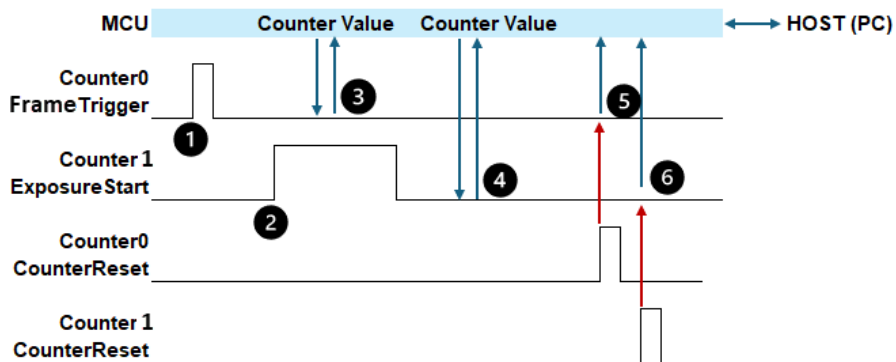 MCU Counter Value Counter Value HOST (PC)
Counter0
FrameTrigger
1
3
5
Counter 1
ExposureStart
2
4
6
Counter0
CounterReset
Counter 1
CounterReset